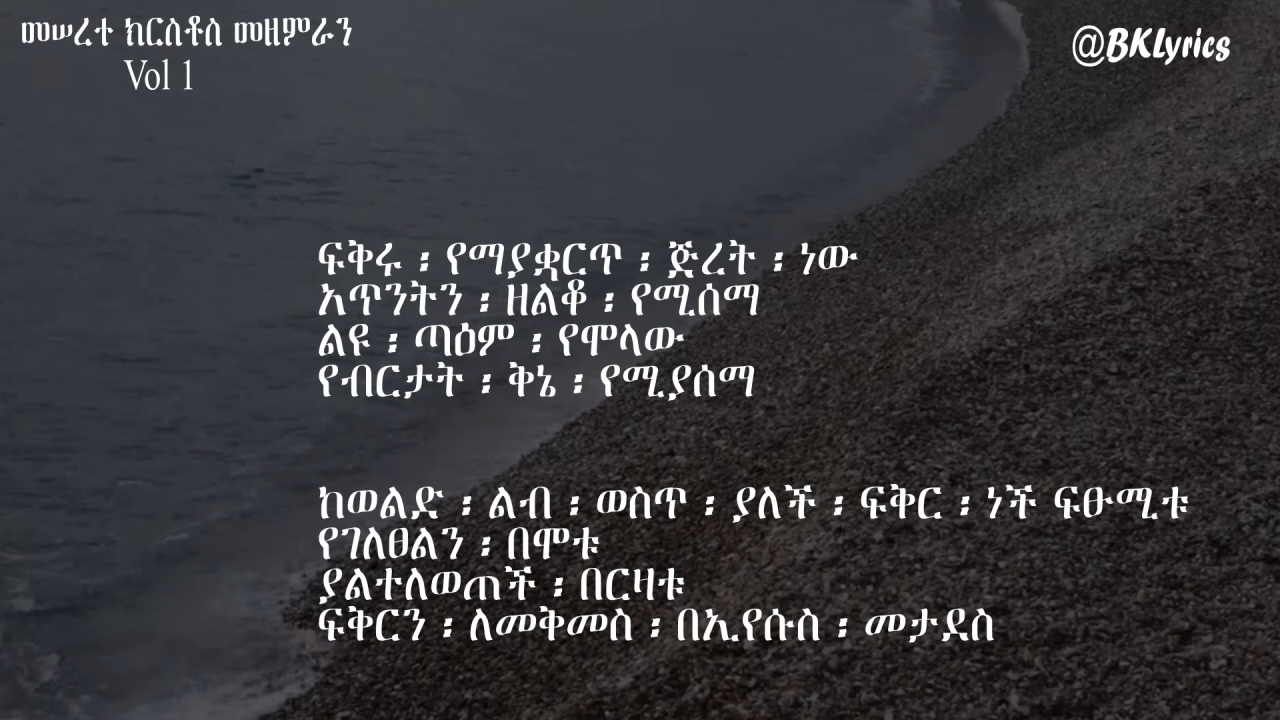 መሠረተ ክርስቶስ መዘምራን
Vol 1
@BKLyrics
ፍቅሩ ፡ የማያቋርጥ ፡ ጅረት ፡ ነው
አጥንትን ፡ ዘልቆ ፡ የሚሰማ
ልዩ ፡ ጣዕም ፡ የሞላው
የብርታት ፡ ቅኔ ፡ የሚያሰማ
ከወልድ ፡ ልብ ፡ ወስጥ ፡ ያለች ፡ ፍቅር ፡ ነች ፍፁሚቱ
የገለፀልን ፡ በሞቱ
ያልተለወጠች ፡ በርዛቱ
ፍቅርን ፡ ለመቅመስ ፡ በኢየሱስ ፡ መታደስ